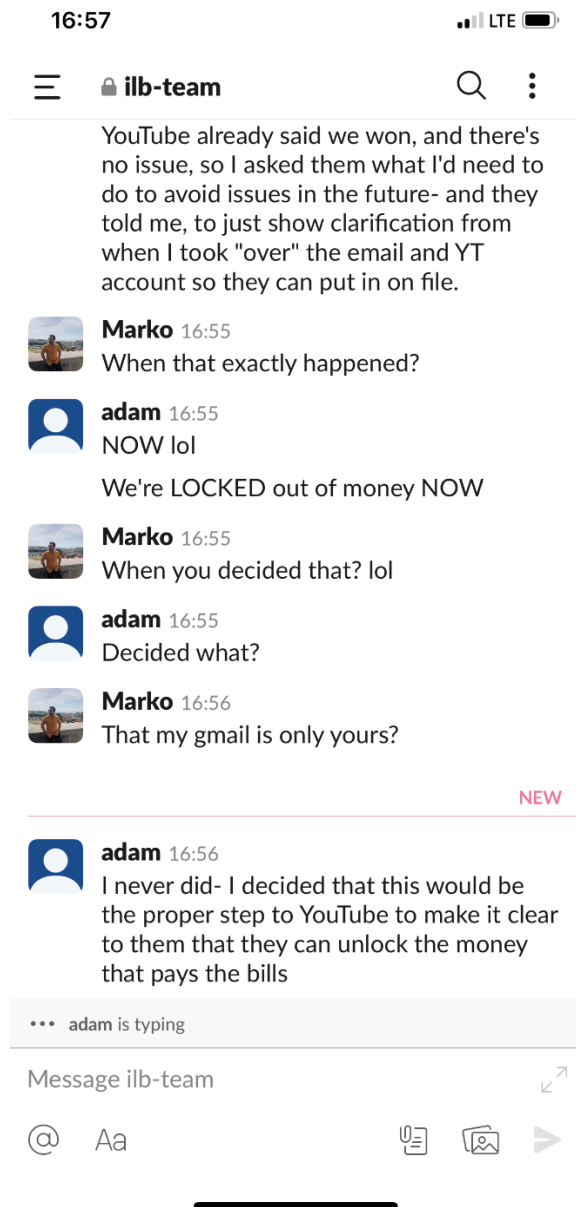 16:57
LTE
ilb-team
YouTube already said we won, and there's
no issue, so I asked them what I'd need to
do to avoid issues in the future- and they
told me, to just show clarification from
when I took "over" the email and YT
account so they can put in on file.
Marko 16:55
When that exactly happened?
adam 16:55
NOW lol
We're LOCKED out of money NOW
Marko 16:55
When you decided that? lol
adam 16:55
Decided what?
Marko 16:56
That my gmail is only yours?
NEW
adam 16:56
I never did- I decided that this would be
the proper step to YouTube to make it clear
to them that they can unlock the money
that pays the bills
adam is typing
Message ilb-team
@ Aa